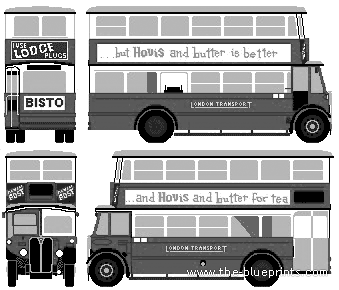 USE
LODGE
PLUGS
BISTO
...but HOVIS and butter is better
LONDON TRANSPORT
...and HOVIS and butter for tea
LONDON TRANSPORT
www.the-blueprints.com